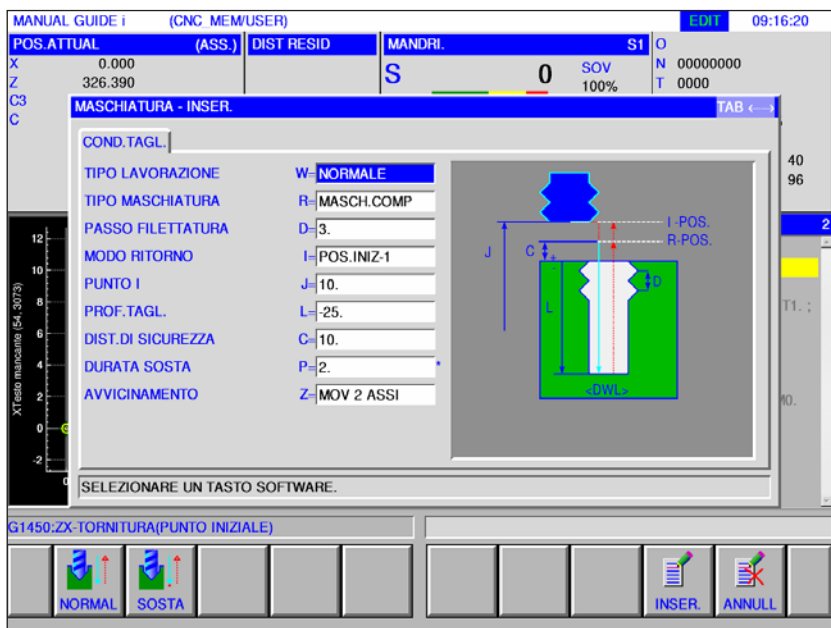 MANUAL GUIDE i (CNC_MEM/USER) EDIT 09:16:20
POS.ATTUAL (ASS.) DIST RESID MANDRI. S1 O
X 0.000 S 0 SOV N 00000000
Z 326.390 100% T 0000
C3
C
MASCHIATURA - INSER. TAB <--->
COND.TAGL.
TIPO LAVORAZIONE W= NORMALE
TIPO MASCHIATURA R= MASCH.COMP
PASSO FILETTATURA D= 3.
MODO RITORNO I= POS.INIZ-1
PUNTO I J= 10.
PROF.TAGL. L= -25.
DIST.DI SICUREZZA C= 10.
DURATA SOSTA P= 2. *
AVVICINAMENTO Z= MOV 2 ASSI
I-POS.
R-POS.
J C + - D L
<DWL>
40
96
2
T1. ;
M0.
XTesto mancante (54, 3073)
12
10
8
6
4
2
0
-2
0
SELEZIONARE UN TASTO SOFTWARE.
G1450:ZX-TORNITURA(PUNTO INIZIALE)
NORMAL SOSTA INSER. ANNULL